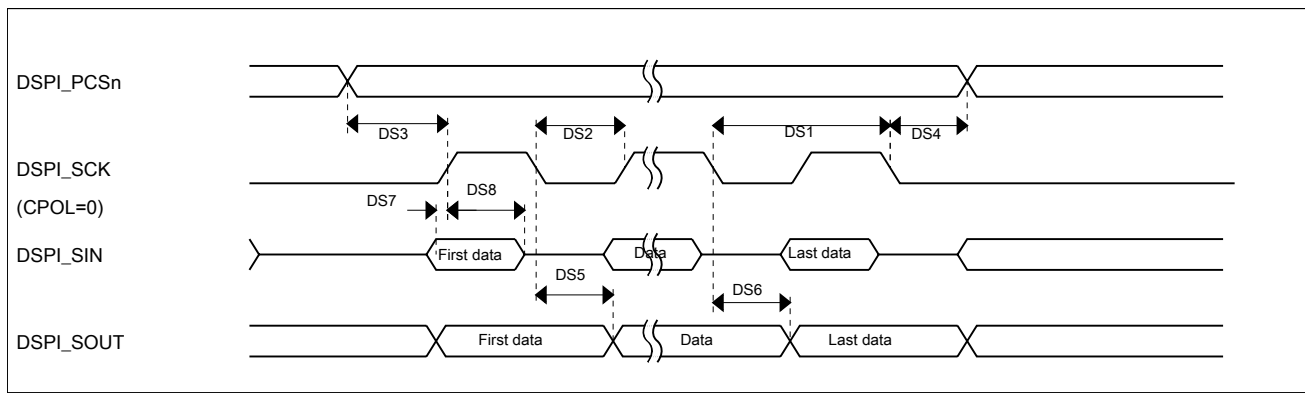 DSPI_PCSn
DS3 DS2 DS1 DS4
DSPI_SCK
DS7 DS8
(CPOL=0)
DSPI_SIN First data Data Last data
DS5 DS6
DSPI_SOUT First data Data Last data